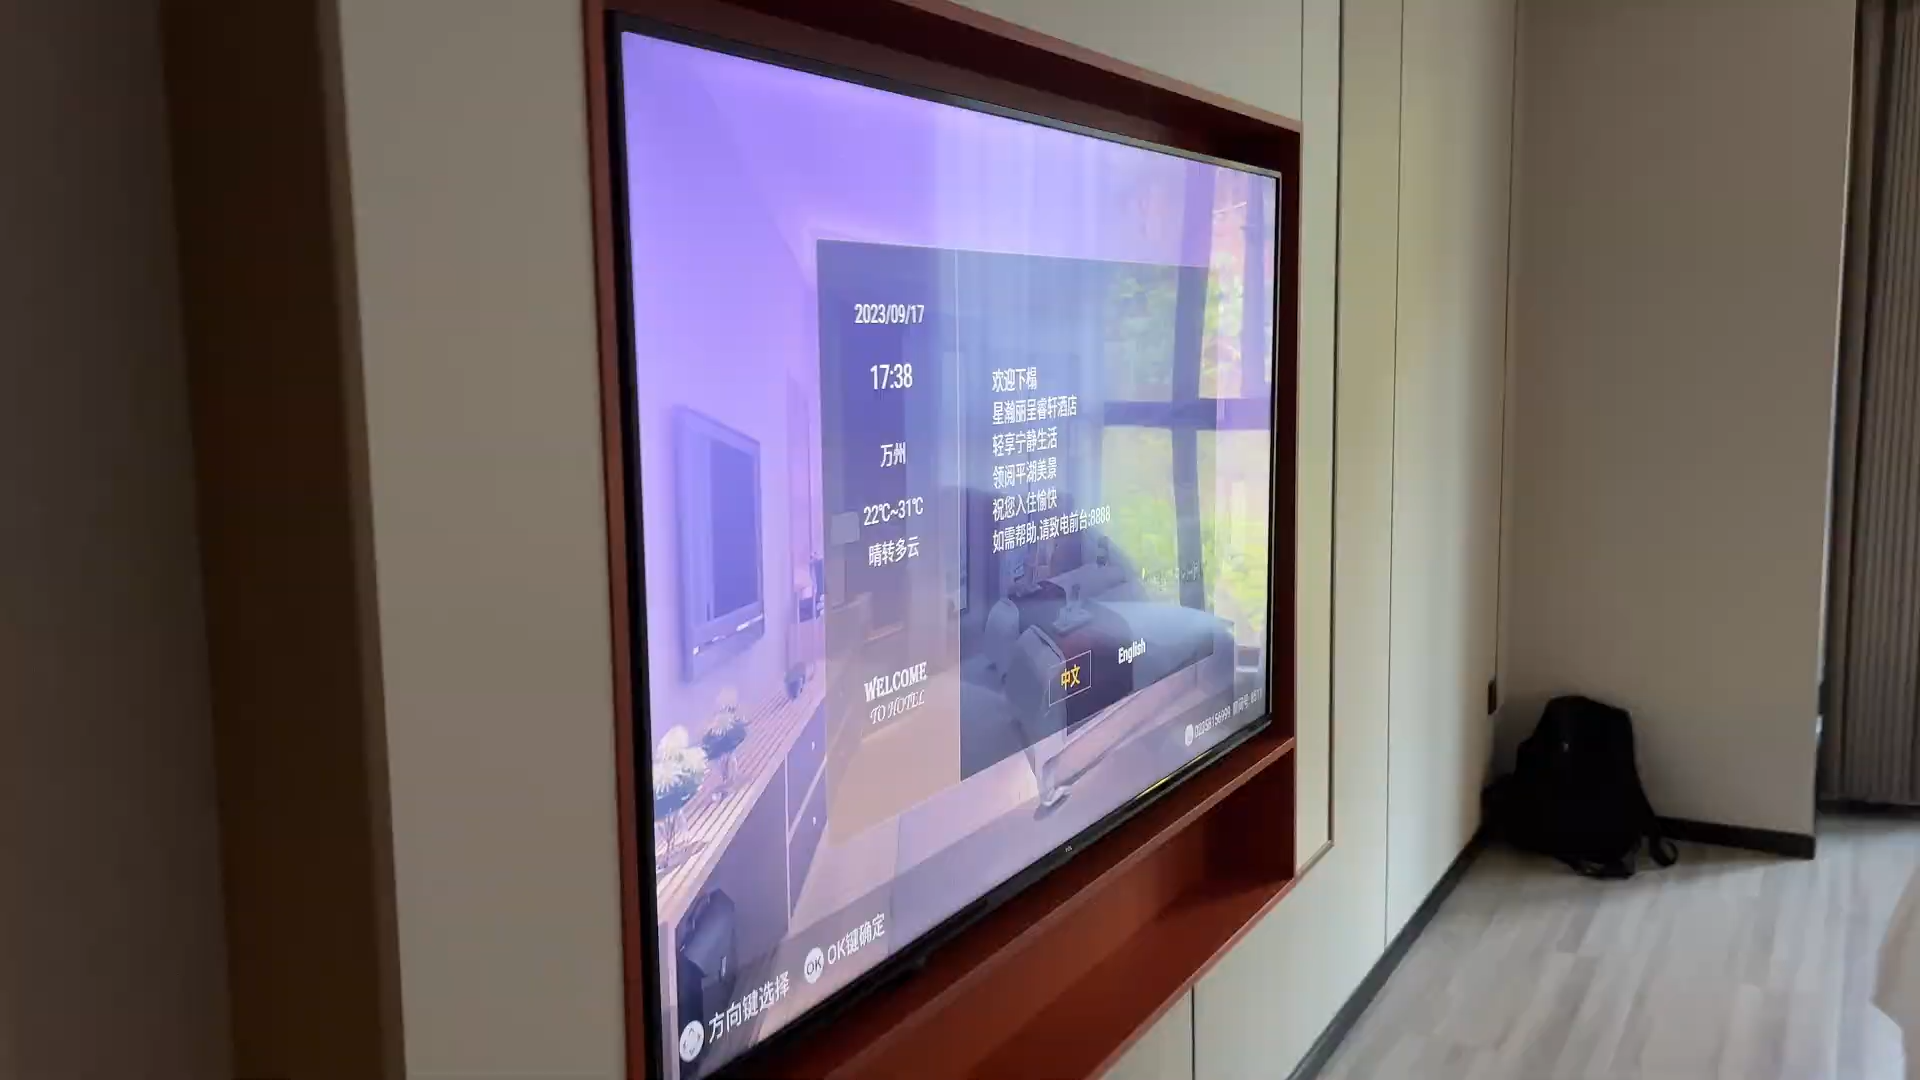 2023/09/17
17:38
万州
22℃~31℃
晴转多云
WELCOME
TO HOTEL
欢迎下榻
星瀚丽呈睿轩酒店
轻享宁静生活
领阅平湖美景
祝您入住愉快
如需帮助,请致电前台:8888
中文
English
方向键选择
OK
OK键确定